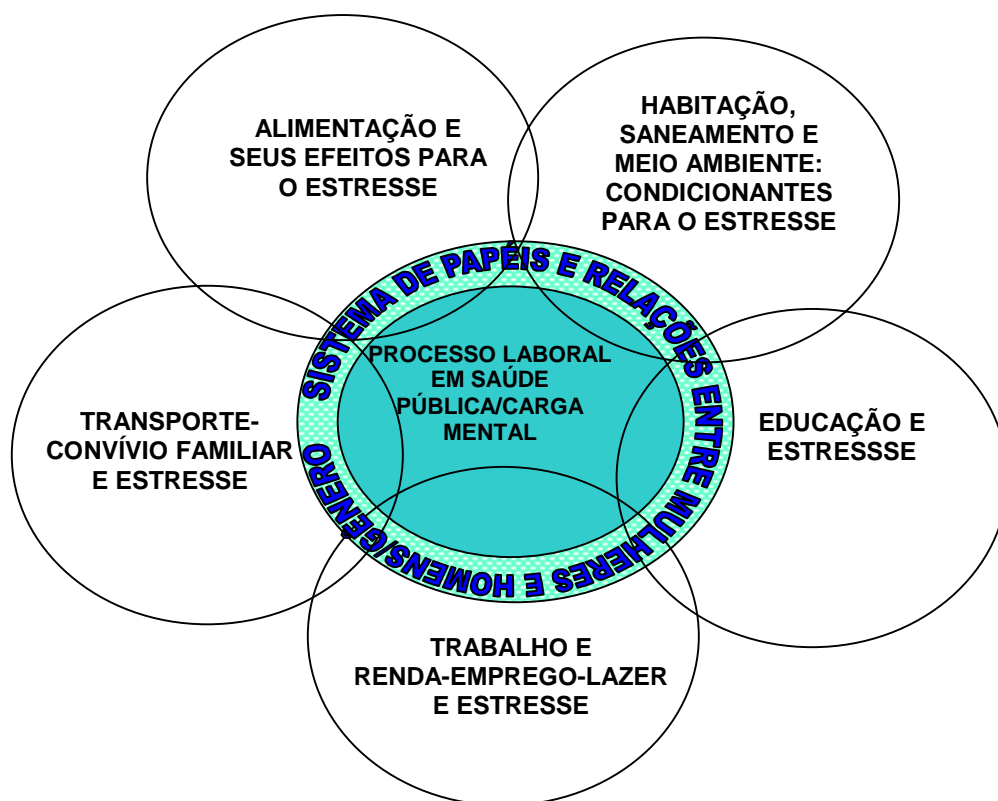 ALIMENTAÇÃO E
SEUS EFEITOS PARA
O ESTRESSE
HABITAÇÃO,
SANEAMENTO E
MEIO AMBIENTE:
CONDICIONANTES
PARA O ESTRESSE
SISTEMA DE PAPÉIS E RELAÇÕES ENTRE MULHERES E HOMENS/GÊNERO
PROCESSO LABORAL
EM SAÚDE
PÚBLICA/CARGA
MENTAL
TRANSPORTE-
CONVÍVIO FAMILIAR
E ESTRESSE
EDUCAÇÃO E
ESTRESSSE
TRABALHO E
RENDA-EMPREGO-LAZER
E ESTRESSE